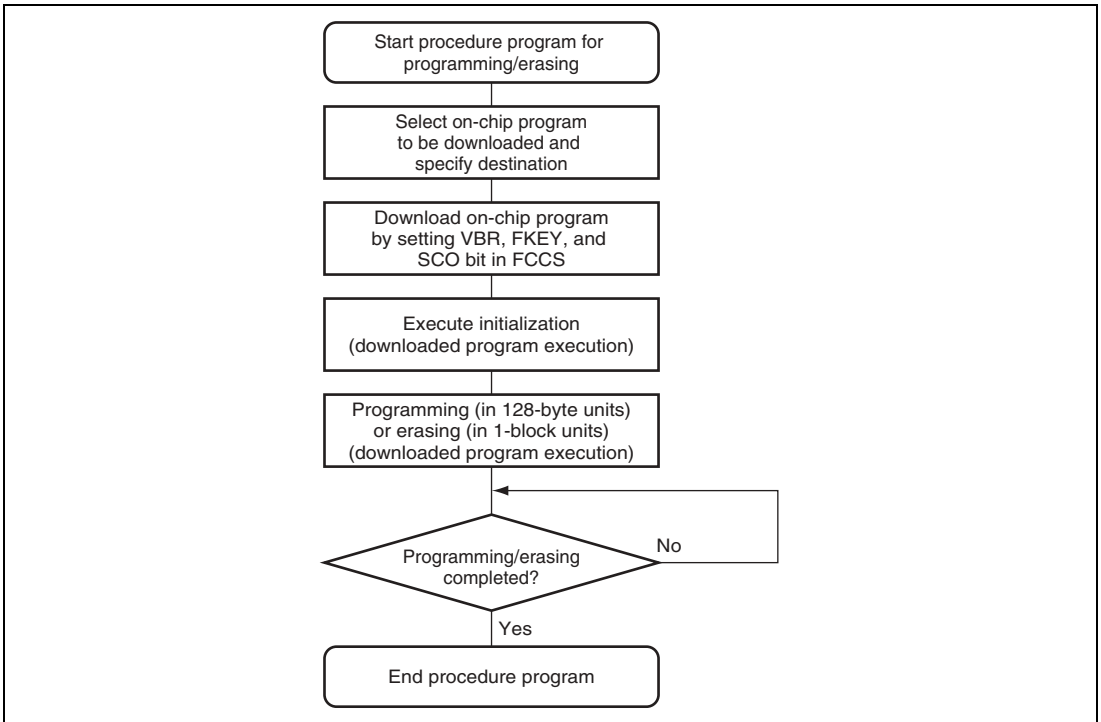 Start procedure program for
programming/erasing
Select on-chip program
to be downloaded and
specify destination
Download on-chip program
by setting VBR, FKEY, and
SCO bit in FCCS
Execute initialization
(downloaded program execution)
Programming (in 128-byte units)
or erasing (in 1-block units)
(downloaded program execution)
Programming/erasing
completed?
No
Yes
End procedure program